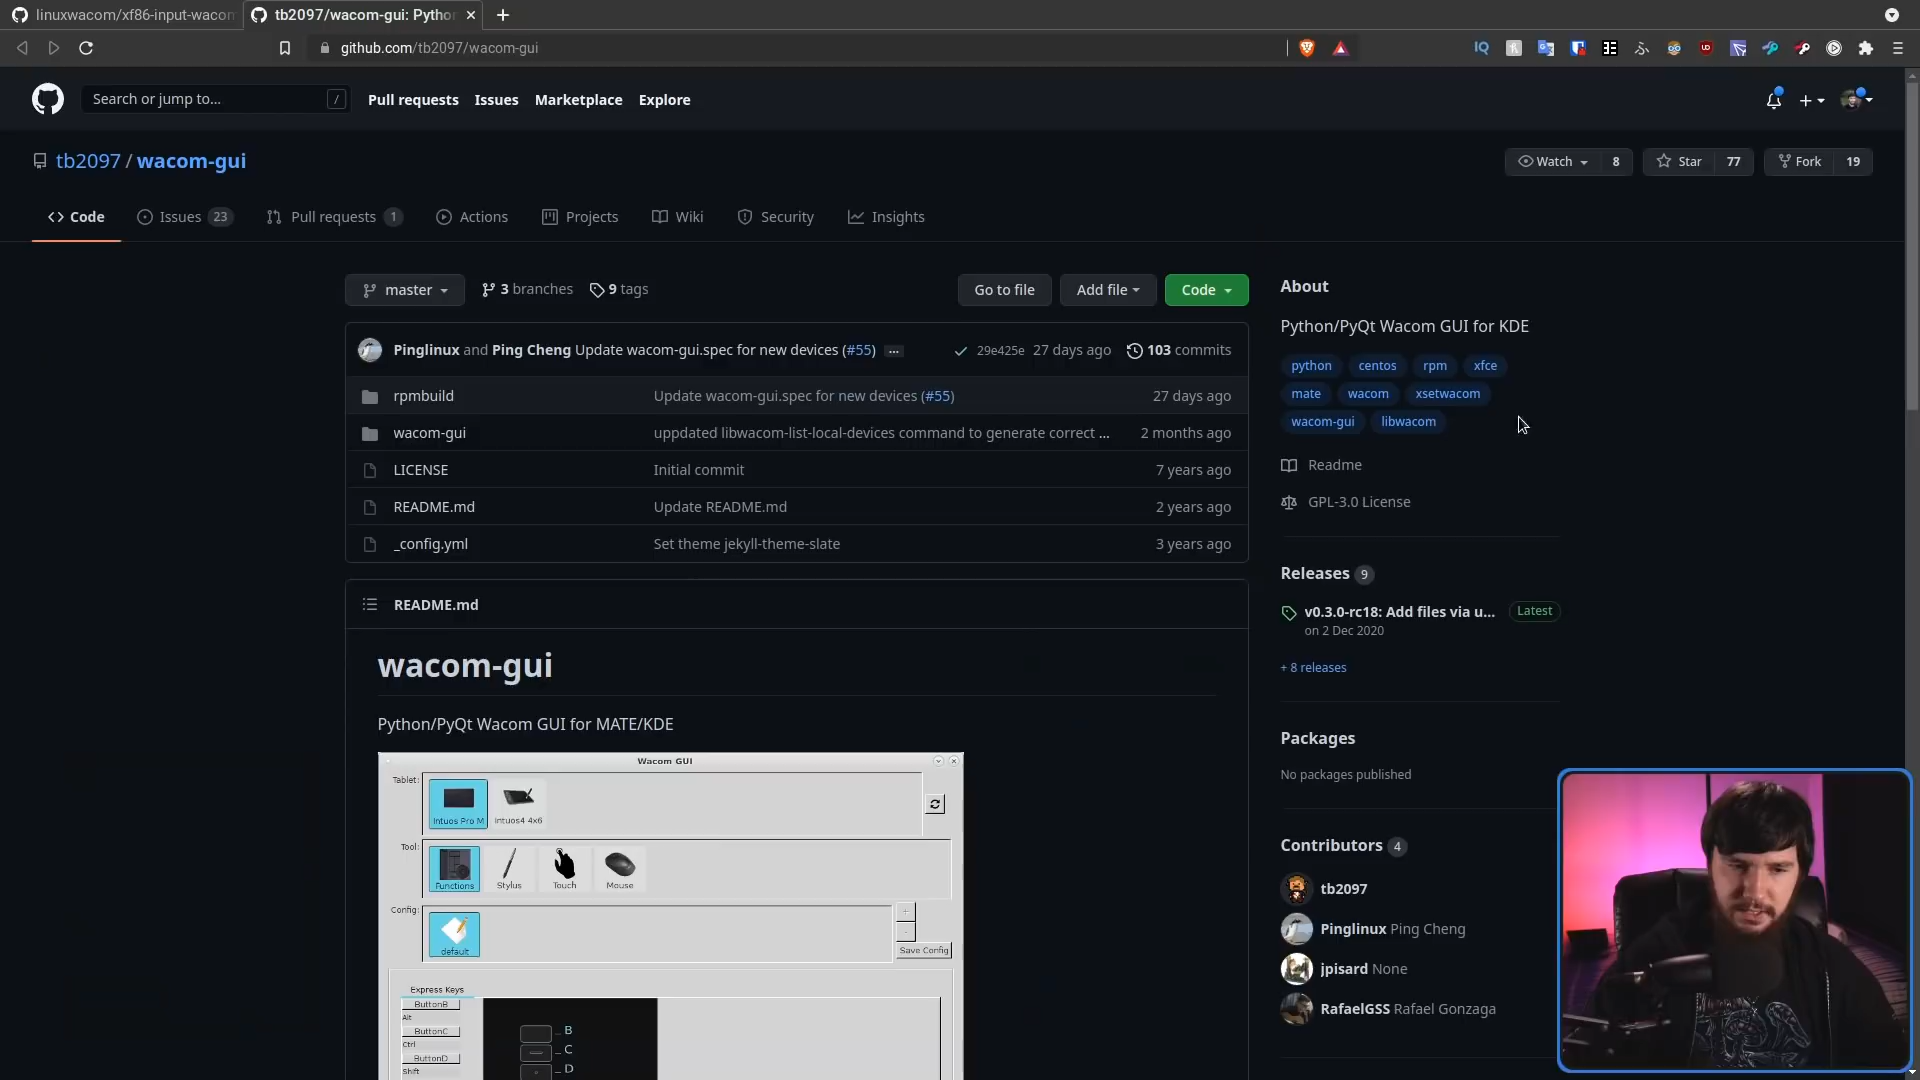 linuxwacom/xf86-input-wacom
tb2097/wacom-gui: Pytho
github.com/tb2097/wacom-gui
IQ
Search or jump to...
/
Pull requests
Issues
Marketplace
Explore
tb2097 / wacom-gui
Watch 8
Star 77
Fork 19
Code
Issues 23
Pull requests 1
Actions
Projects
Wiki
Security
Insights
master
3 branches
9 tags
Go to file
Add file
Code
Pinglinux and Ping Cheng Update wacom-gui.spec for new devices (#55) ...
29e425e 27 days ago
103 commits
rpmbuild
Update wacom-gui.spec for new devices (#55)
27 days ago
wacom-gui
uppdated libwacom-list-local-devices command to generate correct ...
2 months ago
LICENSE
Initial commit
7 years ago
README.md
Update README.md
2 years ago
_config.yml
Set theme jekyll-theme-slate
3 years ago
README.md
wacom-gui
Python/PyQt Wacom GUI for MATE/KDE
Wacom GUI
Tablet:
Intuos Pro M
Intuos4 4x6
Tool:
Functions
Stylus
Touch
Mouse
Config:
default
+
-
Save Config
Express Keys
ButtonB
Alt
ButtonC
Ctrl
ButtonD
Shift
B
C
D
About
Python/PyQt Wacom GUI for KDE
python
centos
rpm
xfce
mate
wacom
xsetwacom
wacom-gui
libwacom
Readme
GPL-3.0 License
Releases 9
v0.3.0-rc18: Add files via u...
Latest
on 2 Dec 2020
+ 8 releases
Packages
No packages published
Contributors 4
tb2097
Pinglinux Ping Cheng
jpisard None
RafaelGSS Rafael Gonzaga